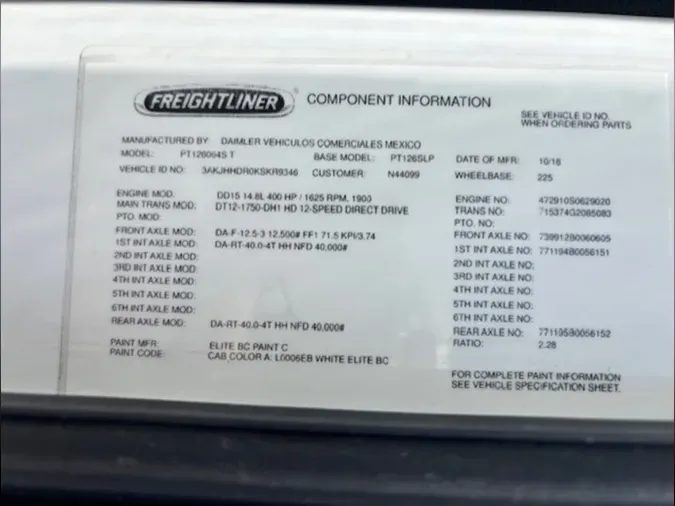 FREIGHTLINER COMPONENT INFORMATION
SEE VEHICLE ID NO.
WHEN ORDERING PARTS
MANUFACTURED BY: DAIMLER VEHICULOS COMERCIALES MEXICO
MODEL: PT126064S T BASE MODEL: PT126SLP DATE OF MFR: 10/18
VEHICLE ID NO: 3AKJHHDR0KSKR9346 CUSTOMER: N44099 WHEELBASE: 225
ENGINE MOD: DD15 14.8L 400 HP / 1625 RPM, 1900 ENGINE NO: 472910S0629020
MAIN TRANS MOD: DT12-1750-DH1 HD 12-SPEED DIRECT DRIVE TRANS NO: 715374G2085083
PTO. MOD: PTO. NO:
FRONT AXLE MOD: DA-F-12.5-3 12,500# FF1 71.5 KPI/3.74 FRONT AXLE NO: 739912B0060605
1ST INT AXLE MOD: DA-RT-40.0-4T HH NFD 40,000# 1ST INT AXLE NO: 771194B0056151
2ND INT AXLE MOD: 2ND INT AXLE NO:
3RD INT AXLE MOD: 3RD INT AXLE NO:
4TH INT AXLE MOD: 4TH INT AXLE NO:
5TH INT AXLE MOD: 5TH INT AXLE NO:
6TH INT AXLE MOD: 6TH INT AXLE NO:
REAR AXLE MOD: DA-RT-40.0-4T HH NFD 40,000# REAR AXLE NO: 771195B0056152
RATIO: 2.28
PAINT MFR: ELITE BC PAINT C
PAINT CODE: CAB COLOR A: L0006EB WHITE ELITE BC
FOR COMPLETE PAINT INFORMATION
SEE VEHICLE SPECIFICATION SHEET.